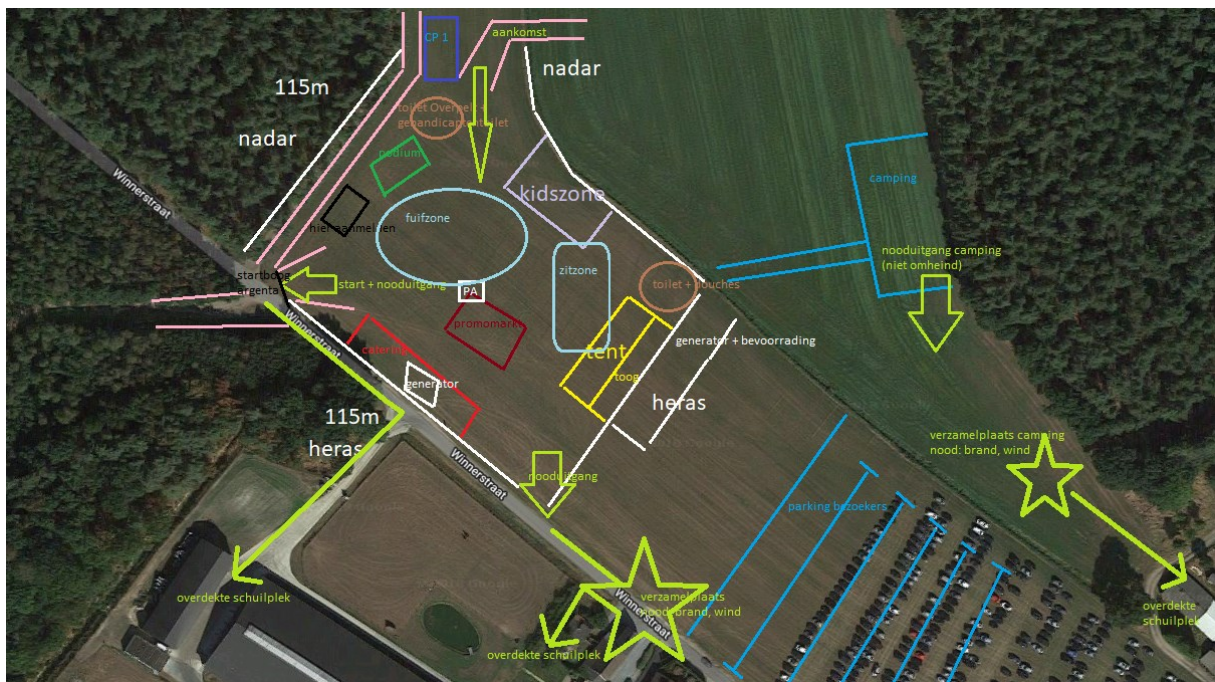 CP 1
aankomst
nadar
115m
toilet Overpelt +
gehandicaptentoilet
nadar
podium
Winnerstraat
kidszone
camping
fuifzone
hier aanmelden
nooduitgang camping
(niet omheind)
zitzone
startboog
argenta
start + nooduitgang
toilet + douches
PA
promomarkt
Winnerstraat
catering
tent
generator + bevoorrading
toog
generator
heras
115m
heras
verzamelplaats camping
nood: brand, wind
Winnerstraat
nooduitgang
parking bezoekers
overdekte schuilplek
verzamelplaats
nood: brand, wind
Winnerstraat
overdekte
schuilplek
overdekte schuilplek